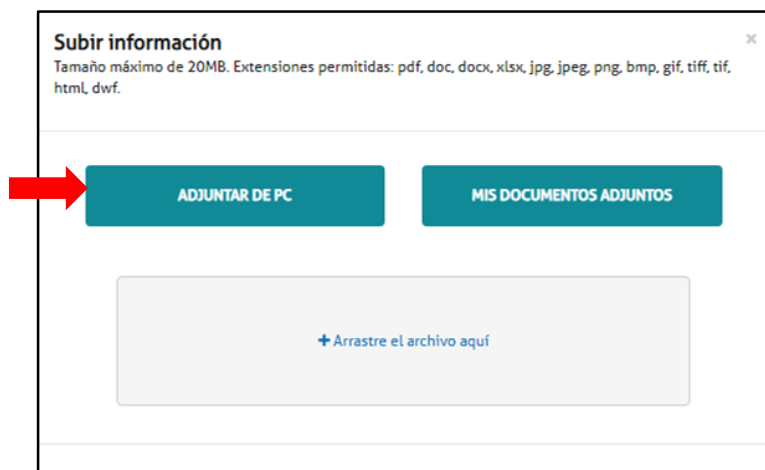 Subir información
Tamaño máximo de 20MB. Extensiones permitidas: pdf, doc, docx, xlsx, jpg, jpeg, png, bmp, gif, tiff, tif,
html, dwf.
ADJUNTAR DE PC
MIS DOCUMENTOS ADJUNTOS
+ Arrastre el archivo aquí